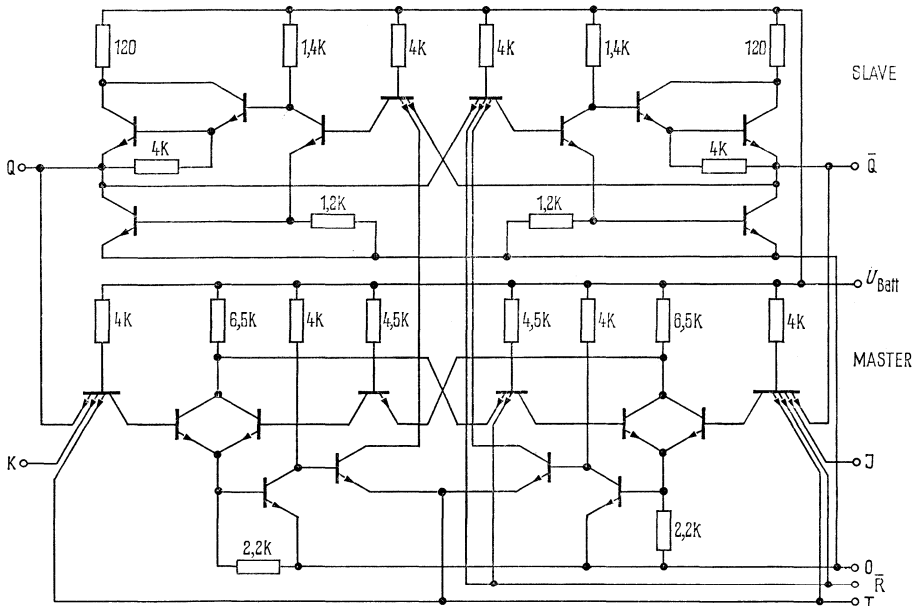 120 1,4K 4K 4K 1,4K 120
SLAVE
Q 4K 4K Q̅
1,2K 1,2K
U_Batt
4K 6,5K 4K 4,5K 4,5K 4K 6,5K 4K
MASTER
K J
2,2K
2,2K
0
R̅
T